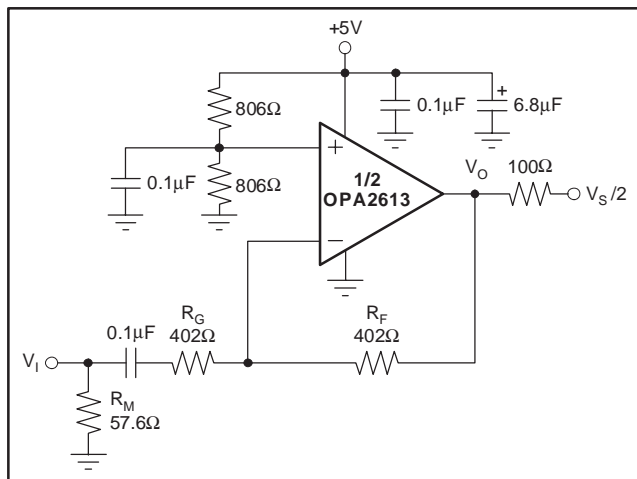 +5V
806Ω
0.1µF
+
6.8µF
+
0.1µF
806Ω
1/2
OPA2613
V_O
100Ω
V_S/2
−
R_G
402Ω
R_F
402Ω
0.1µF
V_I
R_M
57.6Ω